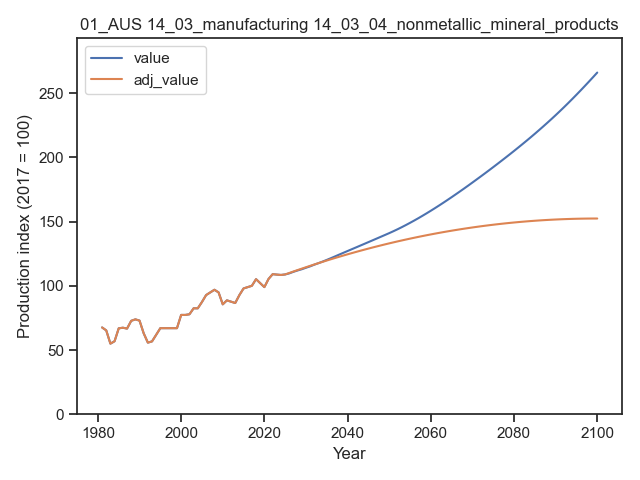 01_AUS 14_03_manufacturing 14_03_04_nonmetallic_mineral_products
value
adj_value
Production index (2017 = 100)
250
200
150
100
50
0
1980 2000 2020 2040 2060 2080 2100
Year